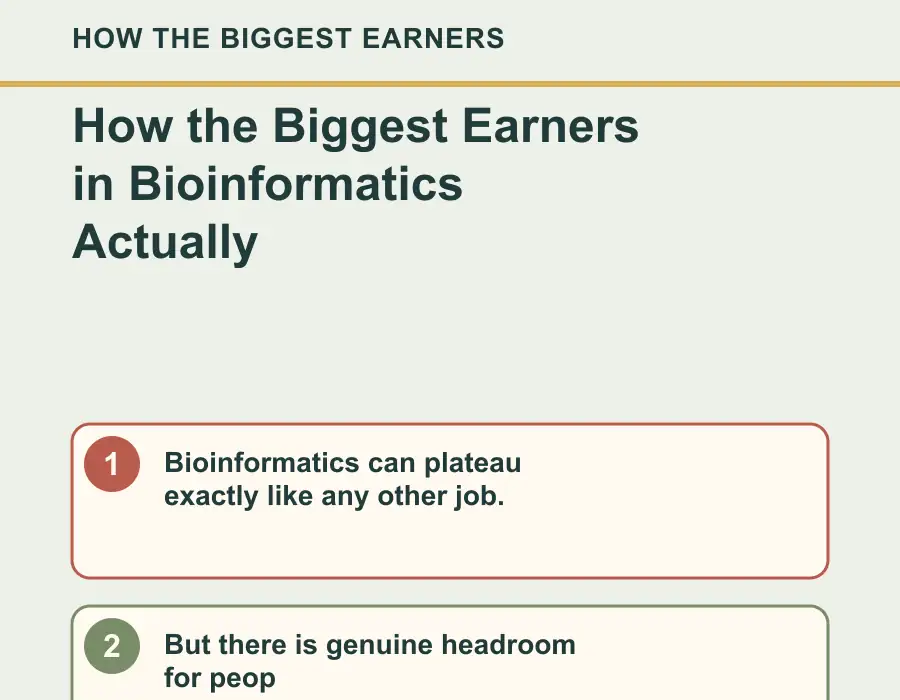 HOW THE BIGGEST EARNERS
How the Biggest Earners
in Bioinformatics
Actually
1
Bioinformatics can plateau
exactly like any other job.
2
But there is genuine headroom
for peop